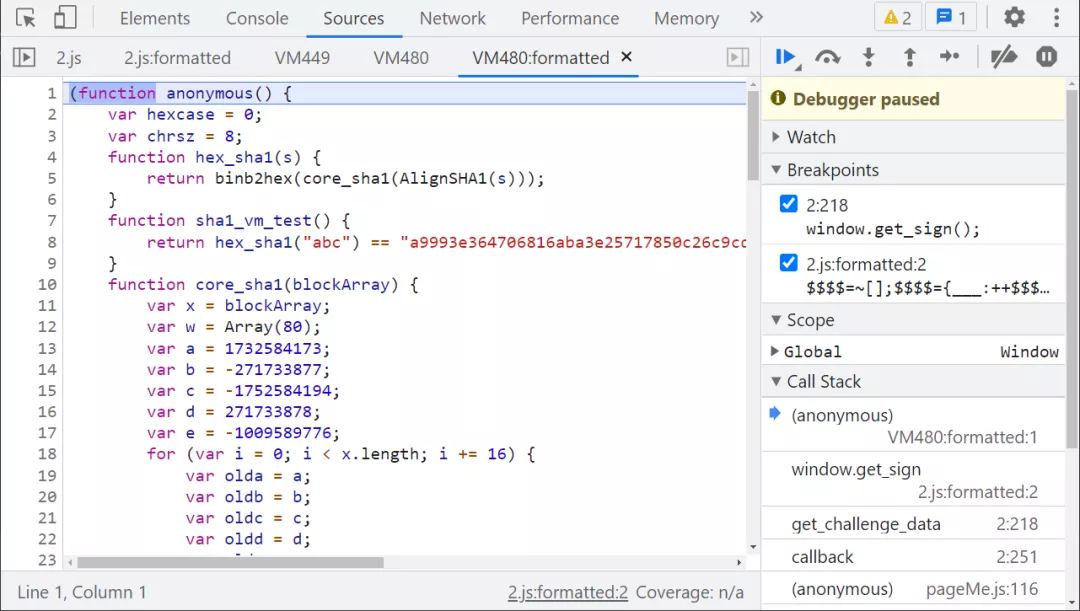 Elements Console Sources Network Performance Memory 2 1
2.js 2.js:formatted VM449 VM480 VM480:formatted
1 (function anonymous() {
2 var hexcase = 0;
3 var chrsz = 8;
4 function hex_sha1(s) {
5 return binb2hex(core_sha1(AlignSHA1(s)));
6 }
7 function sha1_vm_test() {
8 return hex_sha1("abc") == "a9993e364706816aba3e25717850c26c9cc
9 }
10 function core_sha1(blockArray) {
11 var x = blockArray;
12 var w = Array(80);
13 var a = 1732584173;
14 var b = -271733877;
15 var c = -1752584194;
16 var d = 271733878;
17 var e = -1009589776;
18 for (var i = 0; i < x.length; i += 16) {
19 var olda = a;
20 var oldb = b;
21 var oldc = c;
22 var oldd = d;
23
Line 1, Column 1 2.js:formatted:2 Coverage: n/a
Debugger paused
Watch
Breakpoints
2:218
window.get_sign();
2.js:formatted:2
$$$$=~[];$$$$={___:++$$$…
Scope
Global Window
Call Stack
(anonymous)
VM480:formatted:1
window.get_sign
2.js:formatted:2
get_challenge_data 2:218
callback 2:251
(anonymous) pageMe.js:116